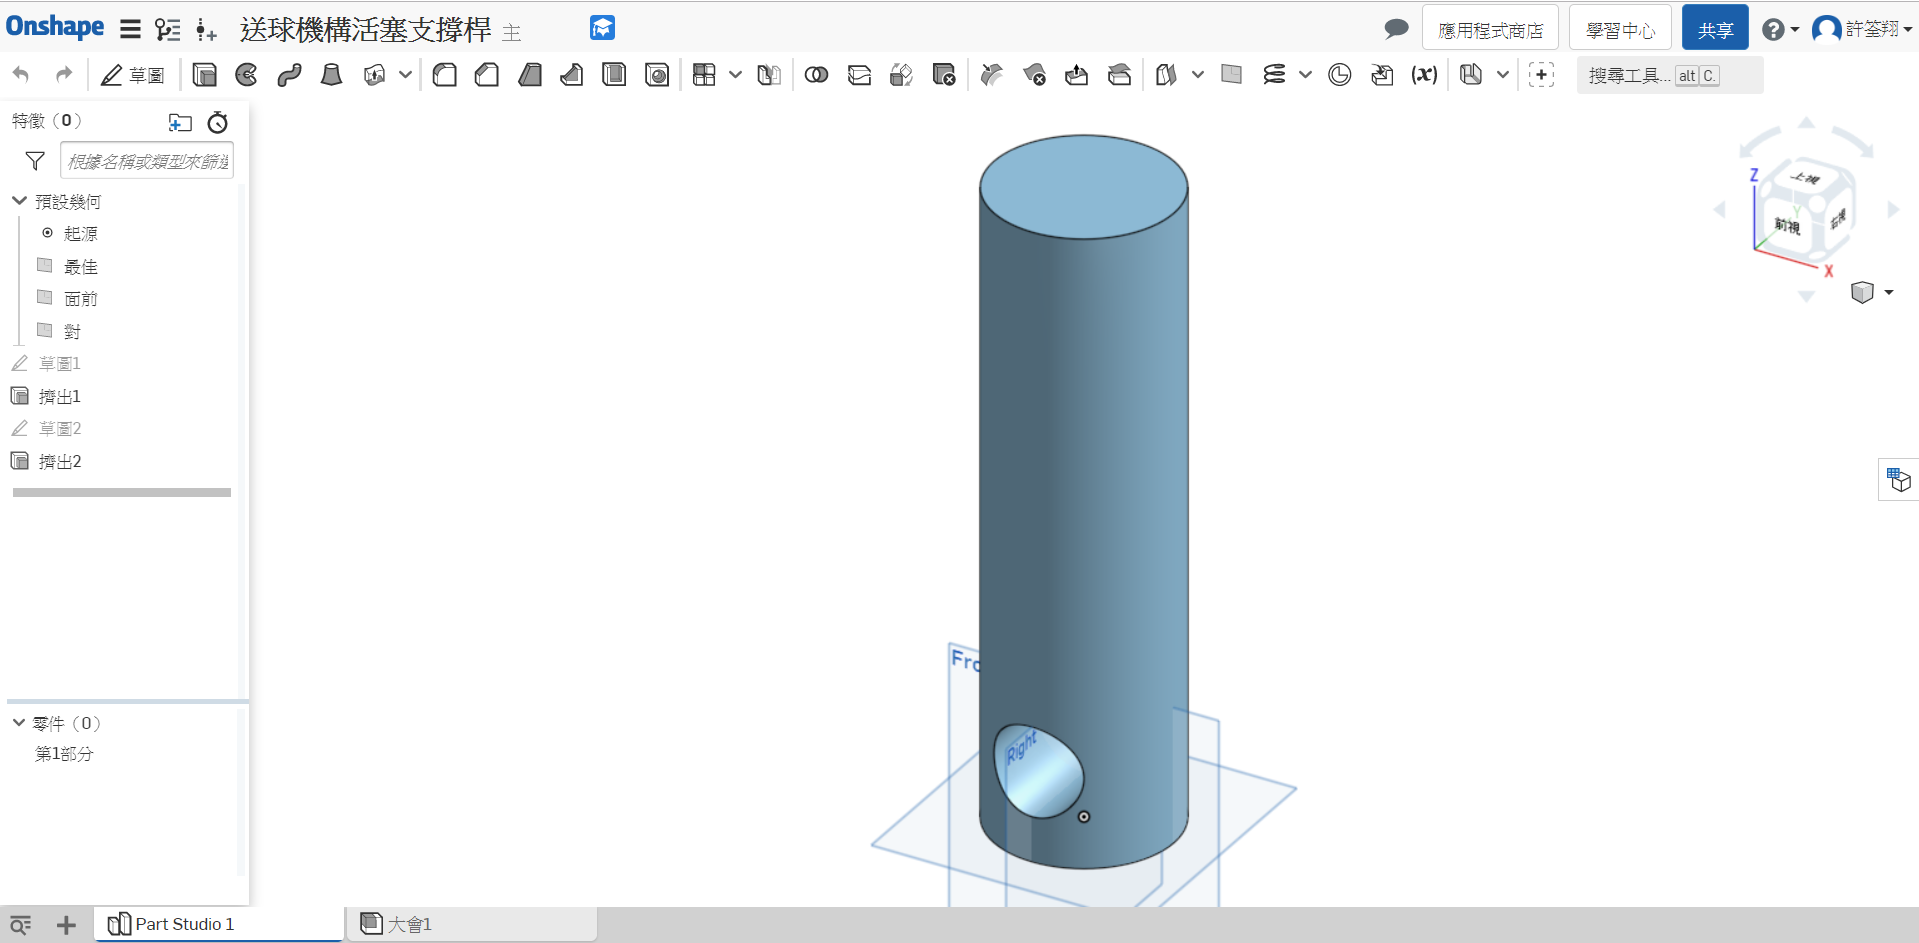 Onshape 送球機構活塞支撐桿 主 應用程式商店 學習中心 共享 許筌翔
草圖 (x) 搜尋工具... alt C.
特徵（0）
根據名稱或類型來篩選
預設幾何
起源
最佳
面前
對
草圖1
擠出1
草圖2
擠出2
零件（0）
第1部分
Z
上視
Y
前視
右視
X
Fro
Right
Part Studio 1 大會1